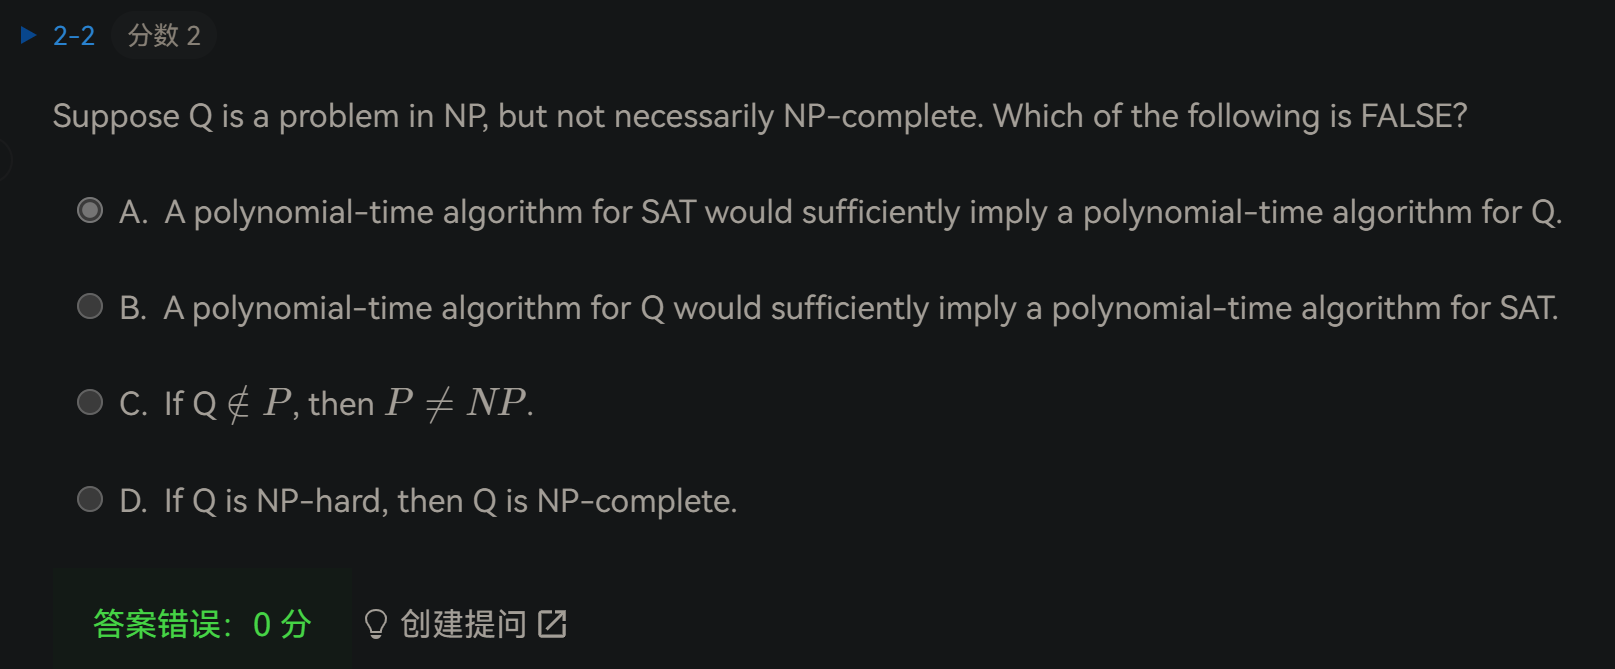 2-2 分数 2
Suppose Q is a problem in NP, but not necessarily NP-complete. Which of the following is FALSE?
A. A polynomial-time algorithm for SAT would sufficiently imply a polynomial-time algorithm for Q.
B. A polynomial-time algorithm for Q would sufficiently imply a polynomial-time algorithm for SAT.
C. If Q ∉ P, then P ≠ NP.
D. If Q is NP-hard, then Q is NP-complete.
答案错误：0 分 创建提问